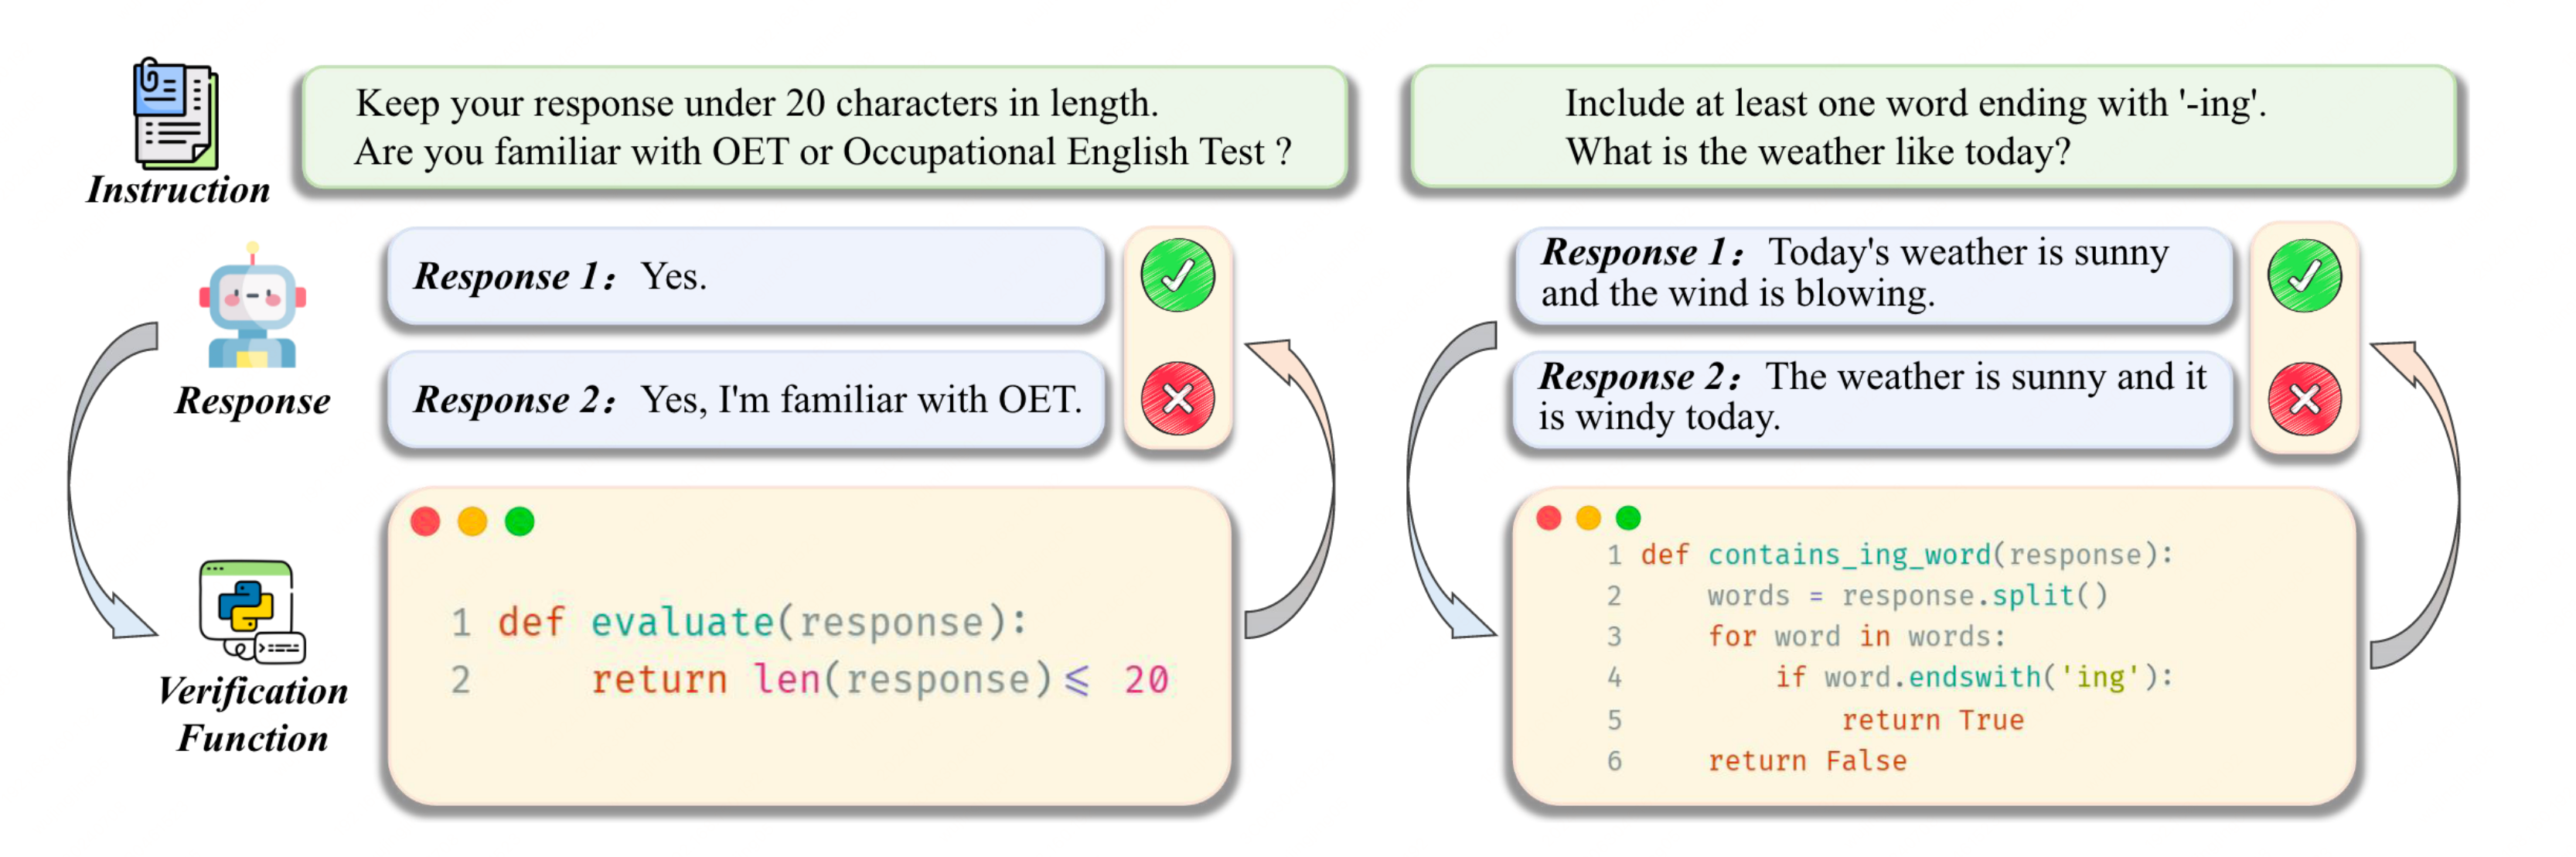 Instruction
Keep your response under 20 characters in length.
Are you familiar with OET or Occupational English Test ?
Response
Response 1: Yes.
Response 2: Yes, I'm familiar with OET.
Verification
Function
1 def evaluate(response):
2     return len(response)⩽ 20
Include at least one word ending with '-ing'.
What is the weather like today?
Response 1: Today's weather is sunny
and the wind is blowing.
Response 2: The weather is sunny and it
is windy today.
1 def contains_ing_word(response):
2     words = response.split()
3     for word in words:
4         if word.endswith('ing'):
5             return True
6     return False